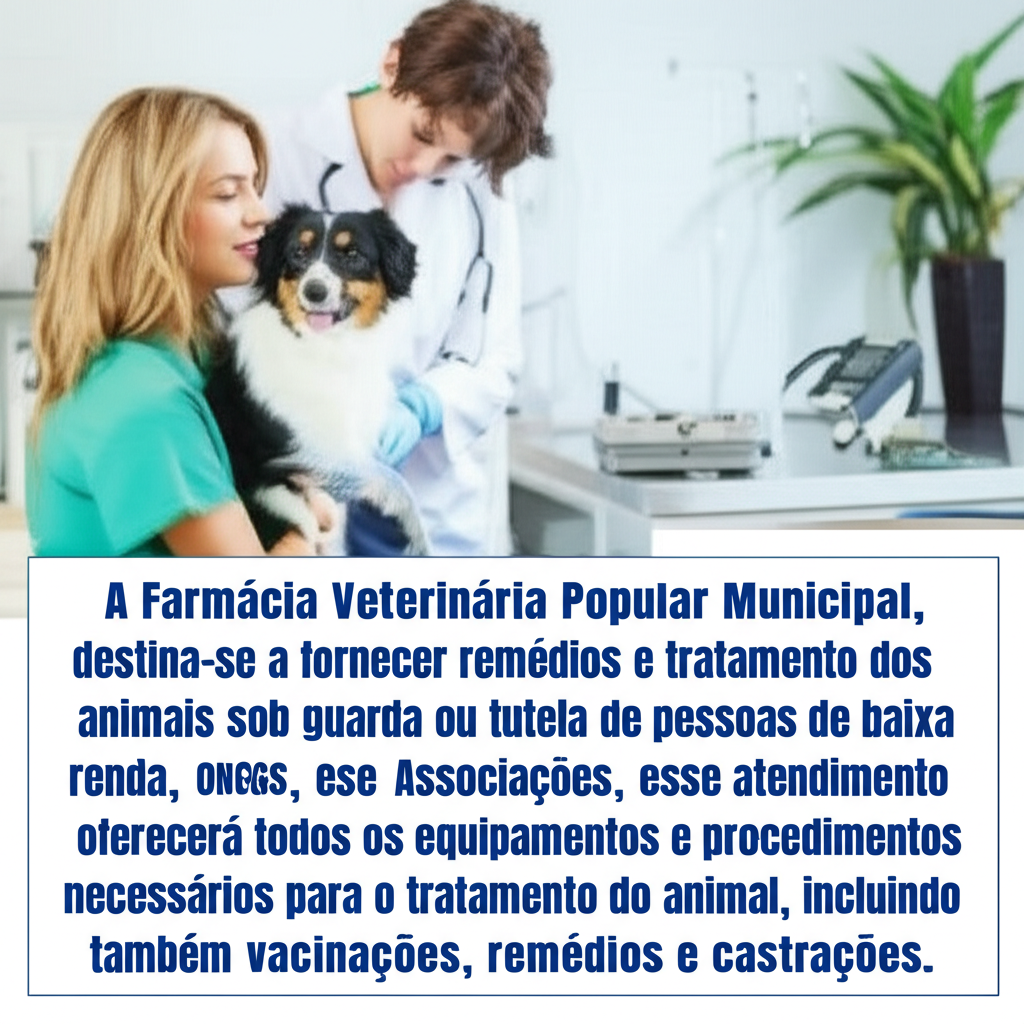 A Farmácia Veterinária Popular Municipal,
destina-se a fornecer remédios e tratamento dos
animais sob guarda ou tutela de pessoas de baixa
renda, ese Associações, esse atendimento
oferecerá todos os equipamentos e procedimentos
necessários para o tratamento do animal, incluindo
também vacinações, remédios e castrações.